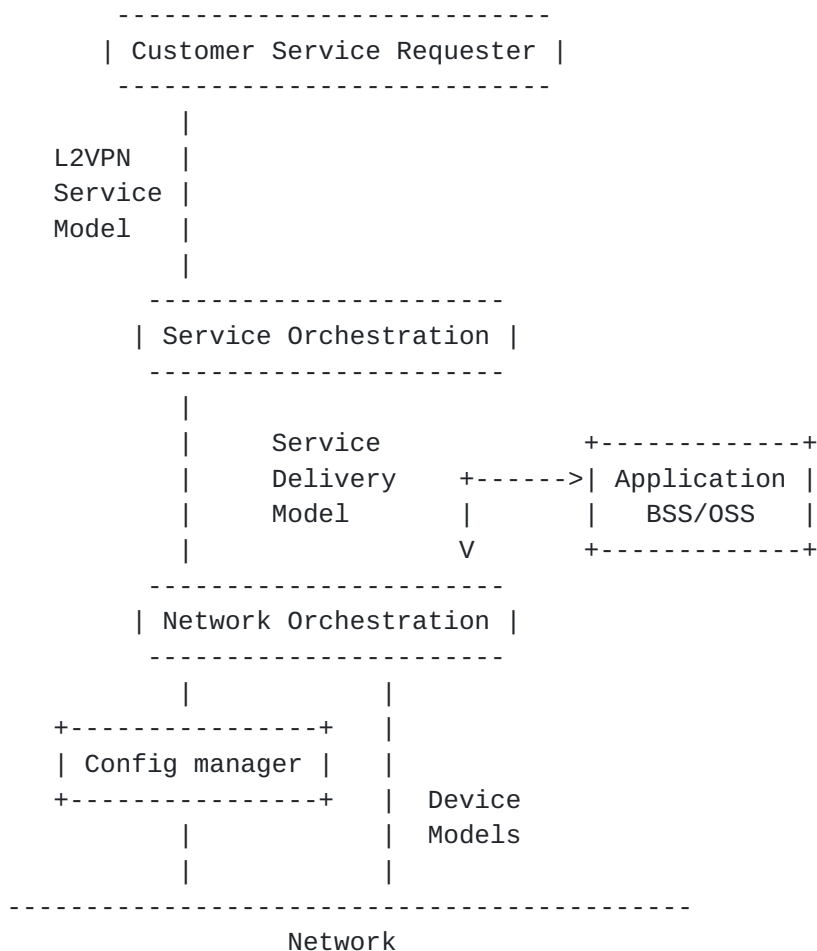 Customer Service Requester
L2VPN
Service
Model
Service Orchestration
Service
Delivery
Model
Application
BSS/OSS
V
Network Orchestration
Config manager
Device
Models
Network